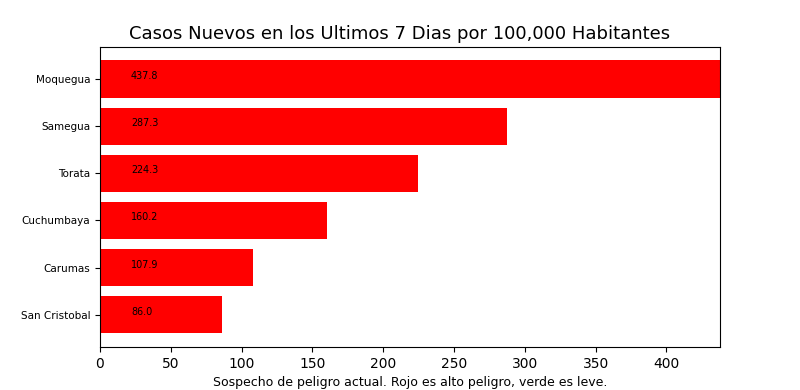 Casos Nuevos en los Ultimos 7 Dias por 100,000 Habitantes
Moquegua 437.8
Samegua 287.3
Torata 224.3
Cuchumbaya 160.2
Carumas 107.9
San Cristobal 86.0
0 50 100 150 200 250 300 350 400
Sospecho de peligro actual. Rojo es alto peligro, verde es leve.